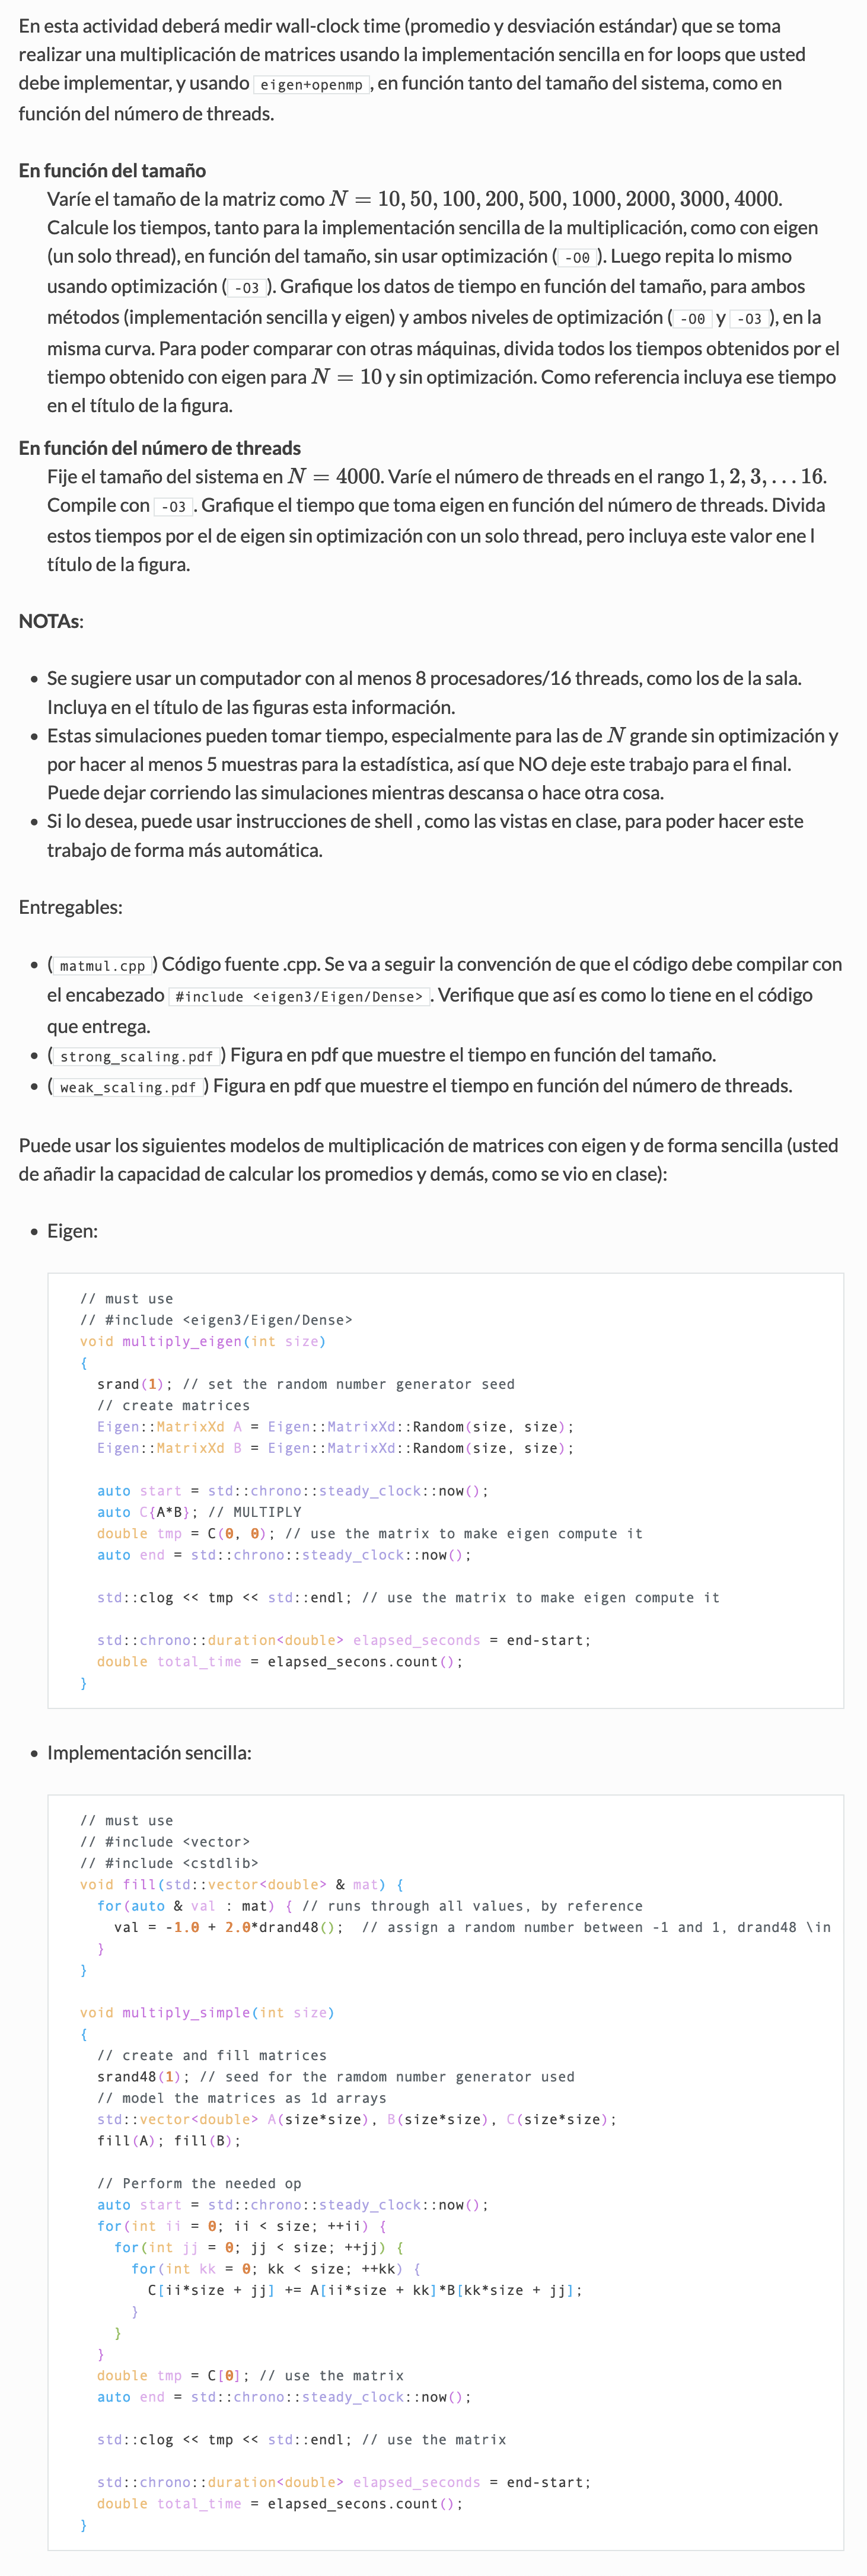 En esta actividad deberá medir wall-clock time (promedio y desviación estándar) que se toma
realizar una multiplicación de matrices usando la implementación sencilla en for loops que usted
debe implementar, y usando eigen+openmp , en función tanto del tamaño del sistema, como en
función del número de threads.
En función del tamaño
Varíe el tamaño de la matriz como N = 10, 50, 100, 200, 500, 1000, 2000, 3000, 4000.
Calcule los tiempos, tanto para la implementación sencilla de la multiplicación, como con eigen
(un solo thread), en función del tamaño, sin usar optimización ( -O0 ). Luego repita lo mismo
usando optimización ( -O3 ). Grafique los datos de tiempo en función del tamaño, para ambos
métodos (implementación sencilla y eigen) y ambos niveles de optimización ( -O0 y -O3 ), en la
misma curva. Para poder comparar con otras máquinas, divida todos los tiempos obtenidos por el
tiempo obtenido con eigen para N = 10 y sin optimización. Como referencia incluya ese tiempo
en el título de la figura.
En función del número de threads
Fije el tamaño del sistema en N = 4000. Varíe el número de threads en el rango 1, 2, 3, … 16.
Compile con -O3 . Grafique el tiempo que toma eigen en función del número de threads. Divida
estos tiempos por el de eigen sin optimización con un solo thread, pero incluya este valor ene l
título de la figura.
NOTAs:
• Se sugiere usar un computador con al menos 8 procesadores/16 threads, como los de la sala.
Incluya en el título de las figuras esta información.
• Estas simulaciones pueden tomar tiempo, especialmente para las de N grande sin optimización y
por hacer al menos 5 muestras para la estadística, así que NO deje este trabajo para el final.
Puede dejar corriendo las simulaciones mientras descansa o hace otra cosa.
• Si lo desea, puede usar instrucciones de shell , como las vistas en clase, para poder hacer este
trabajo de forma más automática.
Entregables:
• ( matmul.cpp ) Código fuente .cpp. Se va a seguir la convención de que el código debe compilar con
el encabezado #include <eigen3/Eigen/Dense> . Verifique que así es como lo tiene en el código
que entrega.
• ( strong_scaling.pdf ) Figura en pdf que muestre el tiempo en función del tamaño.
• ( weak_scaling.pdf ) Figura en pdf que muestre el tiempo en función del número de threads.
Puede usar los siguientes modelos de multiplicación de matrices con eigen y de forma sencilla (usted
de añadir la capacidad de calcular los promedios y demás, como se vio en clase):
• Eigen:
// must use
// #include <eigen3/Eigen/Dense>
void multiply_eigen(int size)
{
  srand(1); // set the random number generator seed
  // create matrices
  Eigen::MatrixXd A = Eigen::MatrixXd::Random(size, size);
  Eigen::MatrixXd B = Eigen::MatrixXd::Random(size, size);
  auto start = std::chrono::steady_clock::now();
  auto C{A*B}; // MULTIPLY
  double tmp = C(0, 0); // use the matrix to make eigen compute it
  auto end = std::chrono::steady_clock::now();
  std::clog << tmp << std::endl; // use the matrix to make eigen compute it
  std::chrono::duration<double> elapsed_seconds = end-start;
  double total_time = elapsed_secons.count();
}
• Implementación sencilla:
// must use
// #include <vector>
// #include <cstdlib>
void fill(std::vector<double> & mat) {
  for(auto & val : mat) { // runs through all values, by reference
    val = -1.0 + 2.0*drand48();  // assign a random number between -1 and 1, drand48 \in
  }
}
void multiply_simple(int size)
{
  // create and fill matrices
  srand48(1); // seed for the ramdom number generator used
  // model the matrices as 1d arrays
  std::vector<double> A(size*size), B(size*size), C(size*size);
  fill(A); fill(B);
  // Perform the needed op
  auto start = std::chrono::steady_clock::now();
  for(int ii = 0; ii < size; ++ii) {
    for(int jj = 0; jj < size; ++jj) {
      for(int kk = 0; kk < size; ++kk) {
        C[ii*size + jj] += A[ii*size + kk]*B[kk*size + jj];
      }
    }
  }
  double tmp = C[0]; // use the matrix
  auto end = std::chrono::steady_clock::now();
  std::clog << tmp << std::endl; // use the matrix
  std::chrono::duration<double> elapsed_seconds = end-start;
  double total_time = elapsed_secons.count();
}